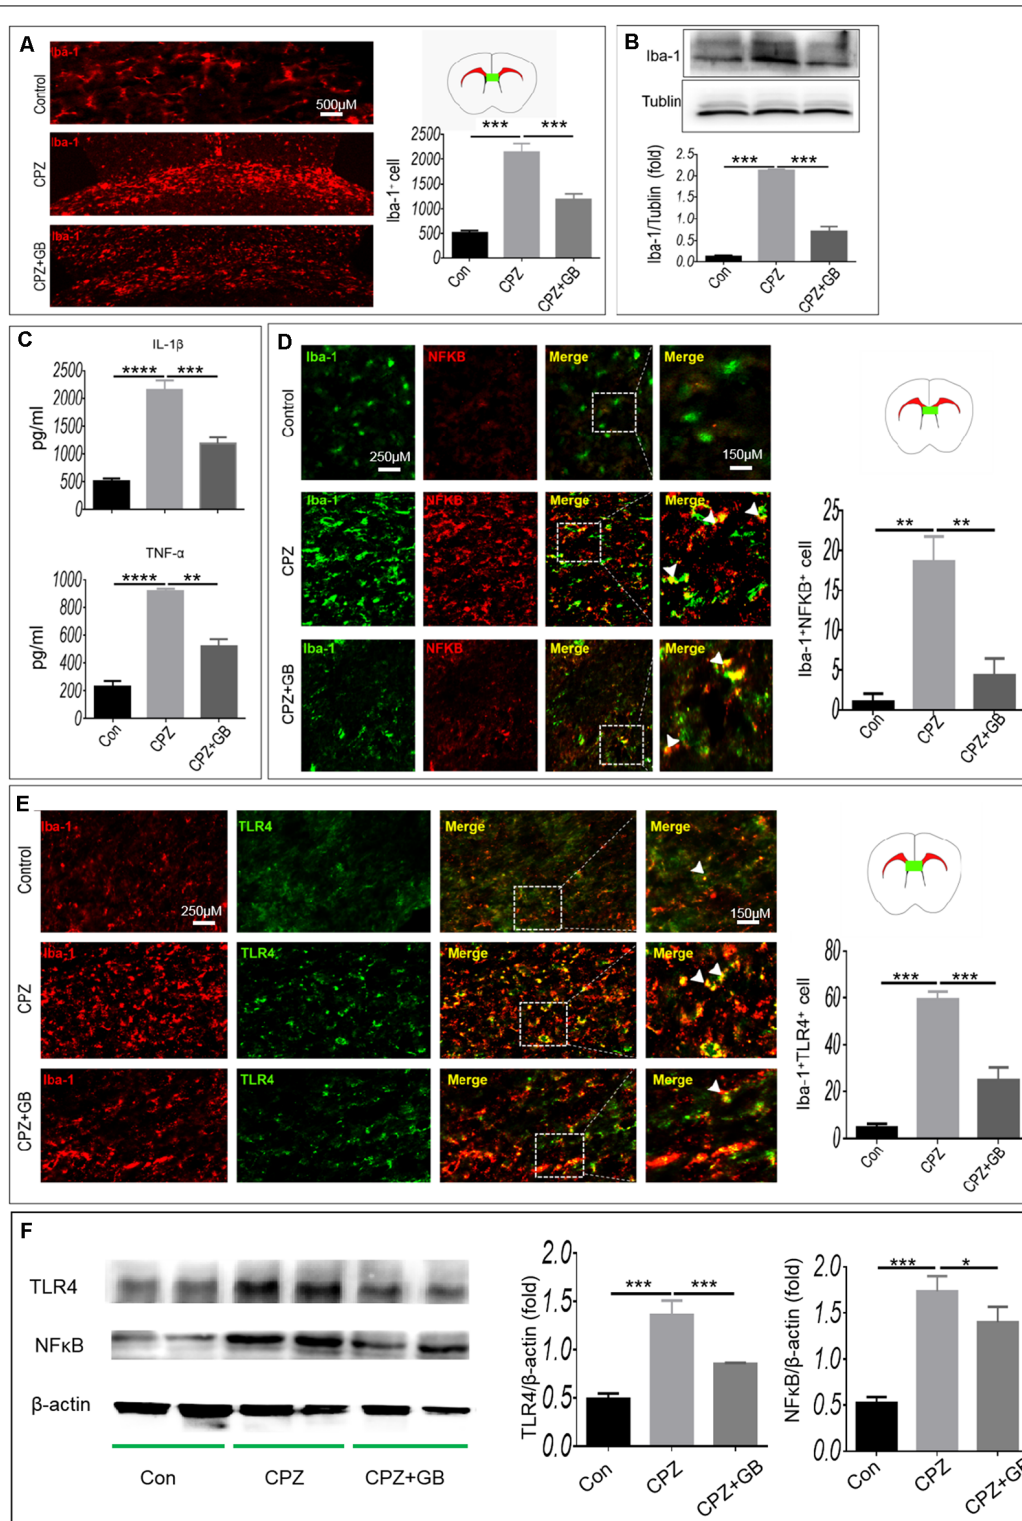 A
Iba-1
Control
500μM
Iba-1
CPZ
Iba-1
CPZ+GB
2500
2000
1500
1000
500
0
Iba-1+ cell
*** ***
Con CPZ CPZ+GB
B
Iba-1
Tublin
2.5
2.0
1.5
1.0
0.5
0.0
Iba-1/Tublin (fold)
*** ***
Con CPZ CPZ+GB
C
IL-1β
2500
2000
1500
1000
500
0
pg/ml
**** ***
TNF-α
1000
800
600
400
200
0
pg/ml
**** **
Con CPZ CPZ+GB
D
Iba-1 NFKB Merge
Control
250μM 150μM
Iba-1 NFKB Merge Merge
CPZ
Iba-1 NFKB Merge Merge
CPZ+GB
25
20
15
10
5
0
Iba-1+NFKB+ cell
** **
Con CPZ CPZ+GB
E
Iba-1 TLR4 Merge Merge
Control
250μM 150μM
Iba-1 TLR4 Merge Merge
CPZ
Iba-1 TLR4 Merge Merge
CPZ+GB
80
60
40
20
0
Iba-1+TLR4+ cell
*** ***
Con CPZ CPZ+GB
F
TLR4
NFκB
β-actin
Con CPZ CPZ+GB
2.0
1.5
1.0
0.5
0.0
TLR4/β-actin (fold)
*** ***
Con CPZ CPZ+GB
2.0
1.5
1.0
0.5
0.0
NFκB/β-actin (fold)
*** *
Con CPZ CPZ+GB